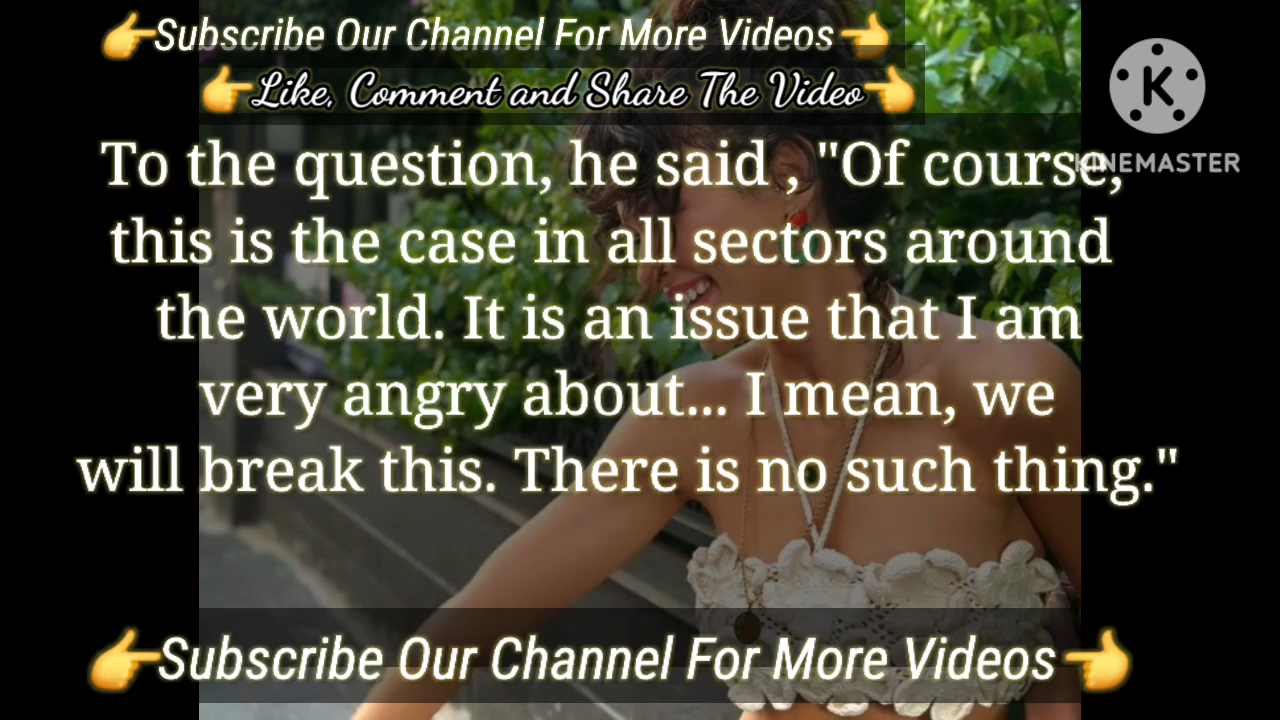 👉Subscribe Our Channel For More Videos👈
👉Like, Comment and Share The Video👈
To the question, he said , "Of course,
this is the case in all sectors around
the world. It is an issue that I am
very angry about... I mean, we
will break this. There is no such thing."
KINEMASTER
👉Subscribe Our Channel For More Videos👈